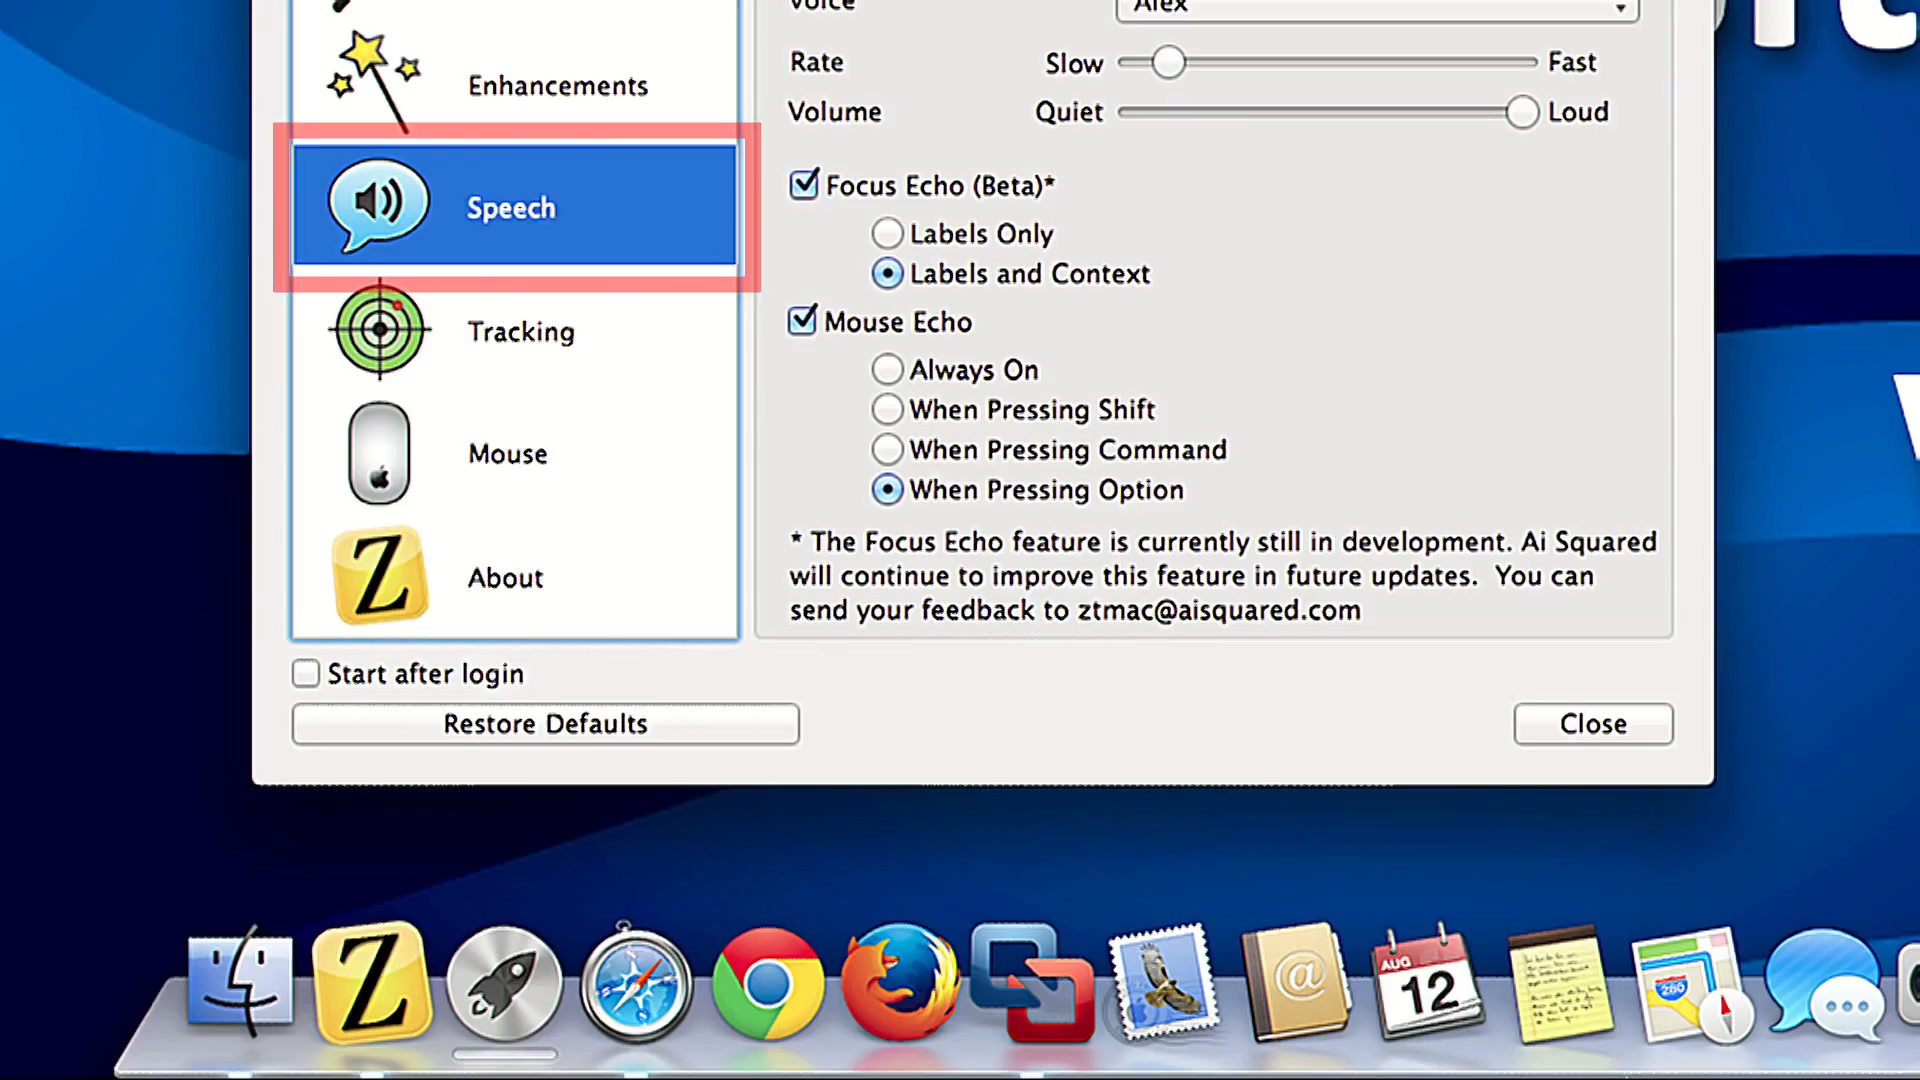 Voice
Alex
Rate Slow Fast
Volume Quiet Loud
Enhancements
Speech
Tracking
Mouse
About
Focus Echo (Beta)*
Labels Only
Labels and Context
Mouse Echo
Always On
When Pressing Shift
When Pressing Command
When Pressing Option
* The Focus Echo feature is currently still in development. Ai Squared
will continue to improve this feature in future updates. You can
send your feedback to ztmac@aisquared.com
Start after login
Restore Defaults
Close
Z
Z
@
AUG
12
280